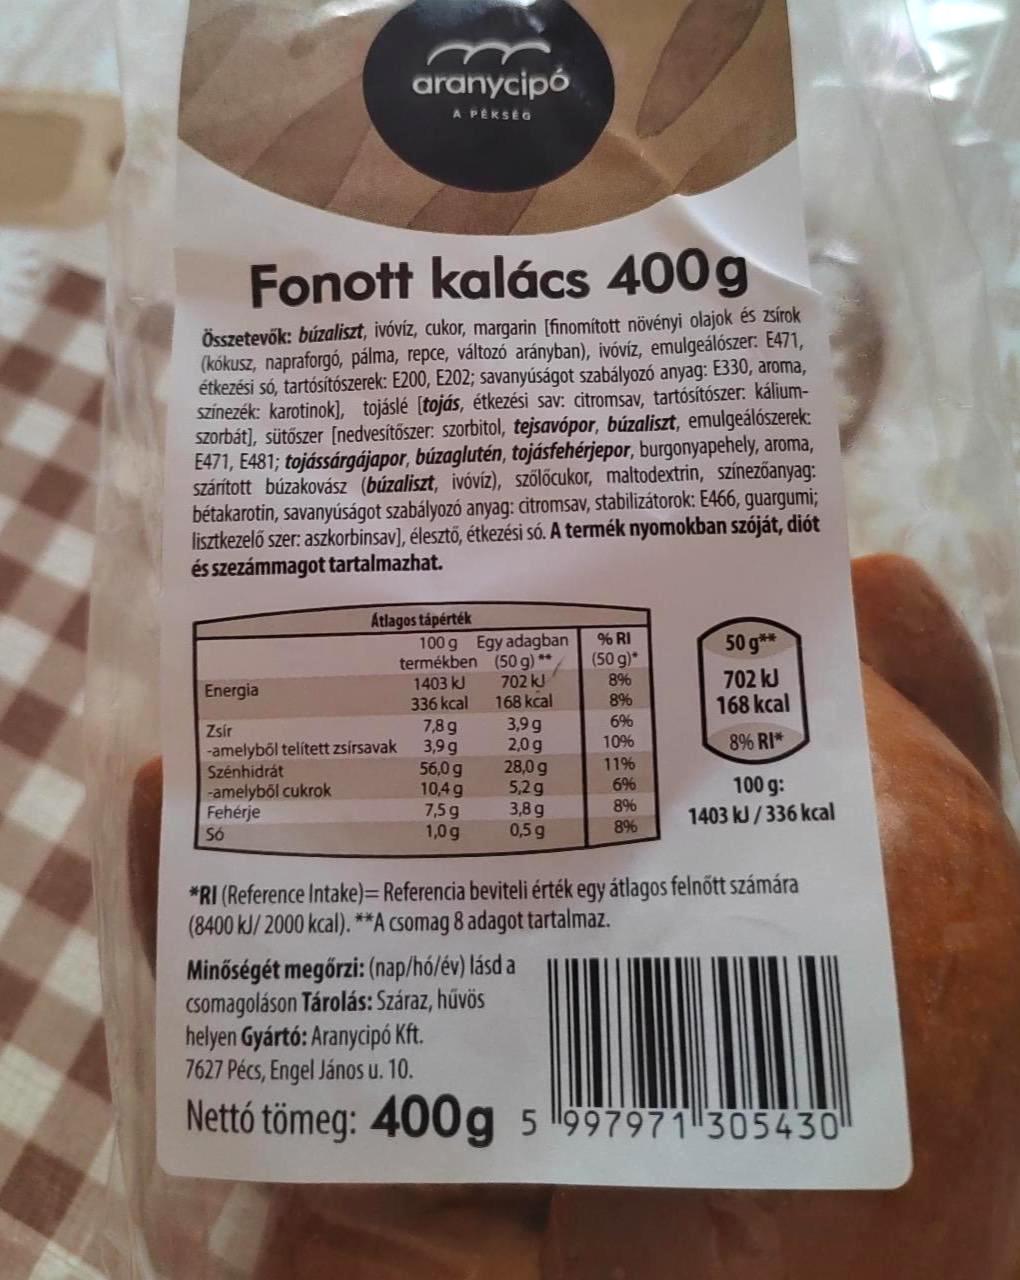 aranycipó
A PÉKSÉG
Fonott kalács 400g
Összetevők: búzaliszt, ivóvíz, cukor, margarin [finomított növényi olajok és zsírok
(kókusz, napraforgó, pálma, repce, változó arányban), ivóvíz, emulgeálószer: E471,
étkezési só, tartósítószerek: E200, E202; savanyúságot szabályozó anyag: E330, aroma,
színezék: karotinok], tojáslé [tojás, étkezési sav: citromsav, tartósítószer: kálium-
szorbát], sütőszer [nedvesítőszer: szorbitol, tejsavópor, búzaliszt, emulgeálószerek:
E471, E481; tojássárgájapor, búzaglutén, tojásfehérjepor, burgonyapehely, aroma,
szárított búzakovász (búzaliszt, ivóvíz), szőlőcukor, maltodextrin, színezőanyag:
bétakarotin, savanyúságot szabályozó anyag: citromsav, stabilizátorok: E466, guargumi;
lisztkezelő szer: aszkorbinsav], élesztő, étkezési só. A termék nyomokban szóját, diót
és szezámmagot tartalmazhat.
Átlagos tápérték
100 g Egy adagban % RI
termékben (50 g) ** (50 g)*
Energia 1403 kJ 702 kJ 8%
336 kcal 168 kcal 8%
Zsír 7,8 g 3,9 g 6%
-amelyből telített zsírsavak 3,9 g 2,0 g 10%
Szénhidrát 56,0 g 28,0 g 11%
-amelyből cukrok 10,4 g 5,2 g 6%
Fehérje 7,5 g 3,8 g 8%
Só 1,0 g 0,5 g 8%
50 g**
702 kJ
168 kcal
8% RI*
100 g:
1403 kJ / 336 kcal
*RI (Reference Intake)= Referencia beviteli érték egy átlagos felnőtt számára
(8400 kJ/ 2000 kcal). **A csomag 8 adagot tartalmaz.
Minőségét megőrzi: (nap/hó/év) lásd a
csomagoláson Tárolás: Száraz, hűvös
helyen Gyártó: Aranycipó Kft.
7627 Pécs, Engel János u. 10.
Nettó tömeg: 400g
5 997971 305430